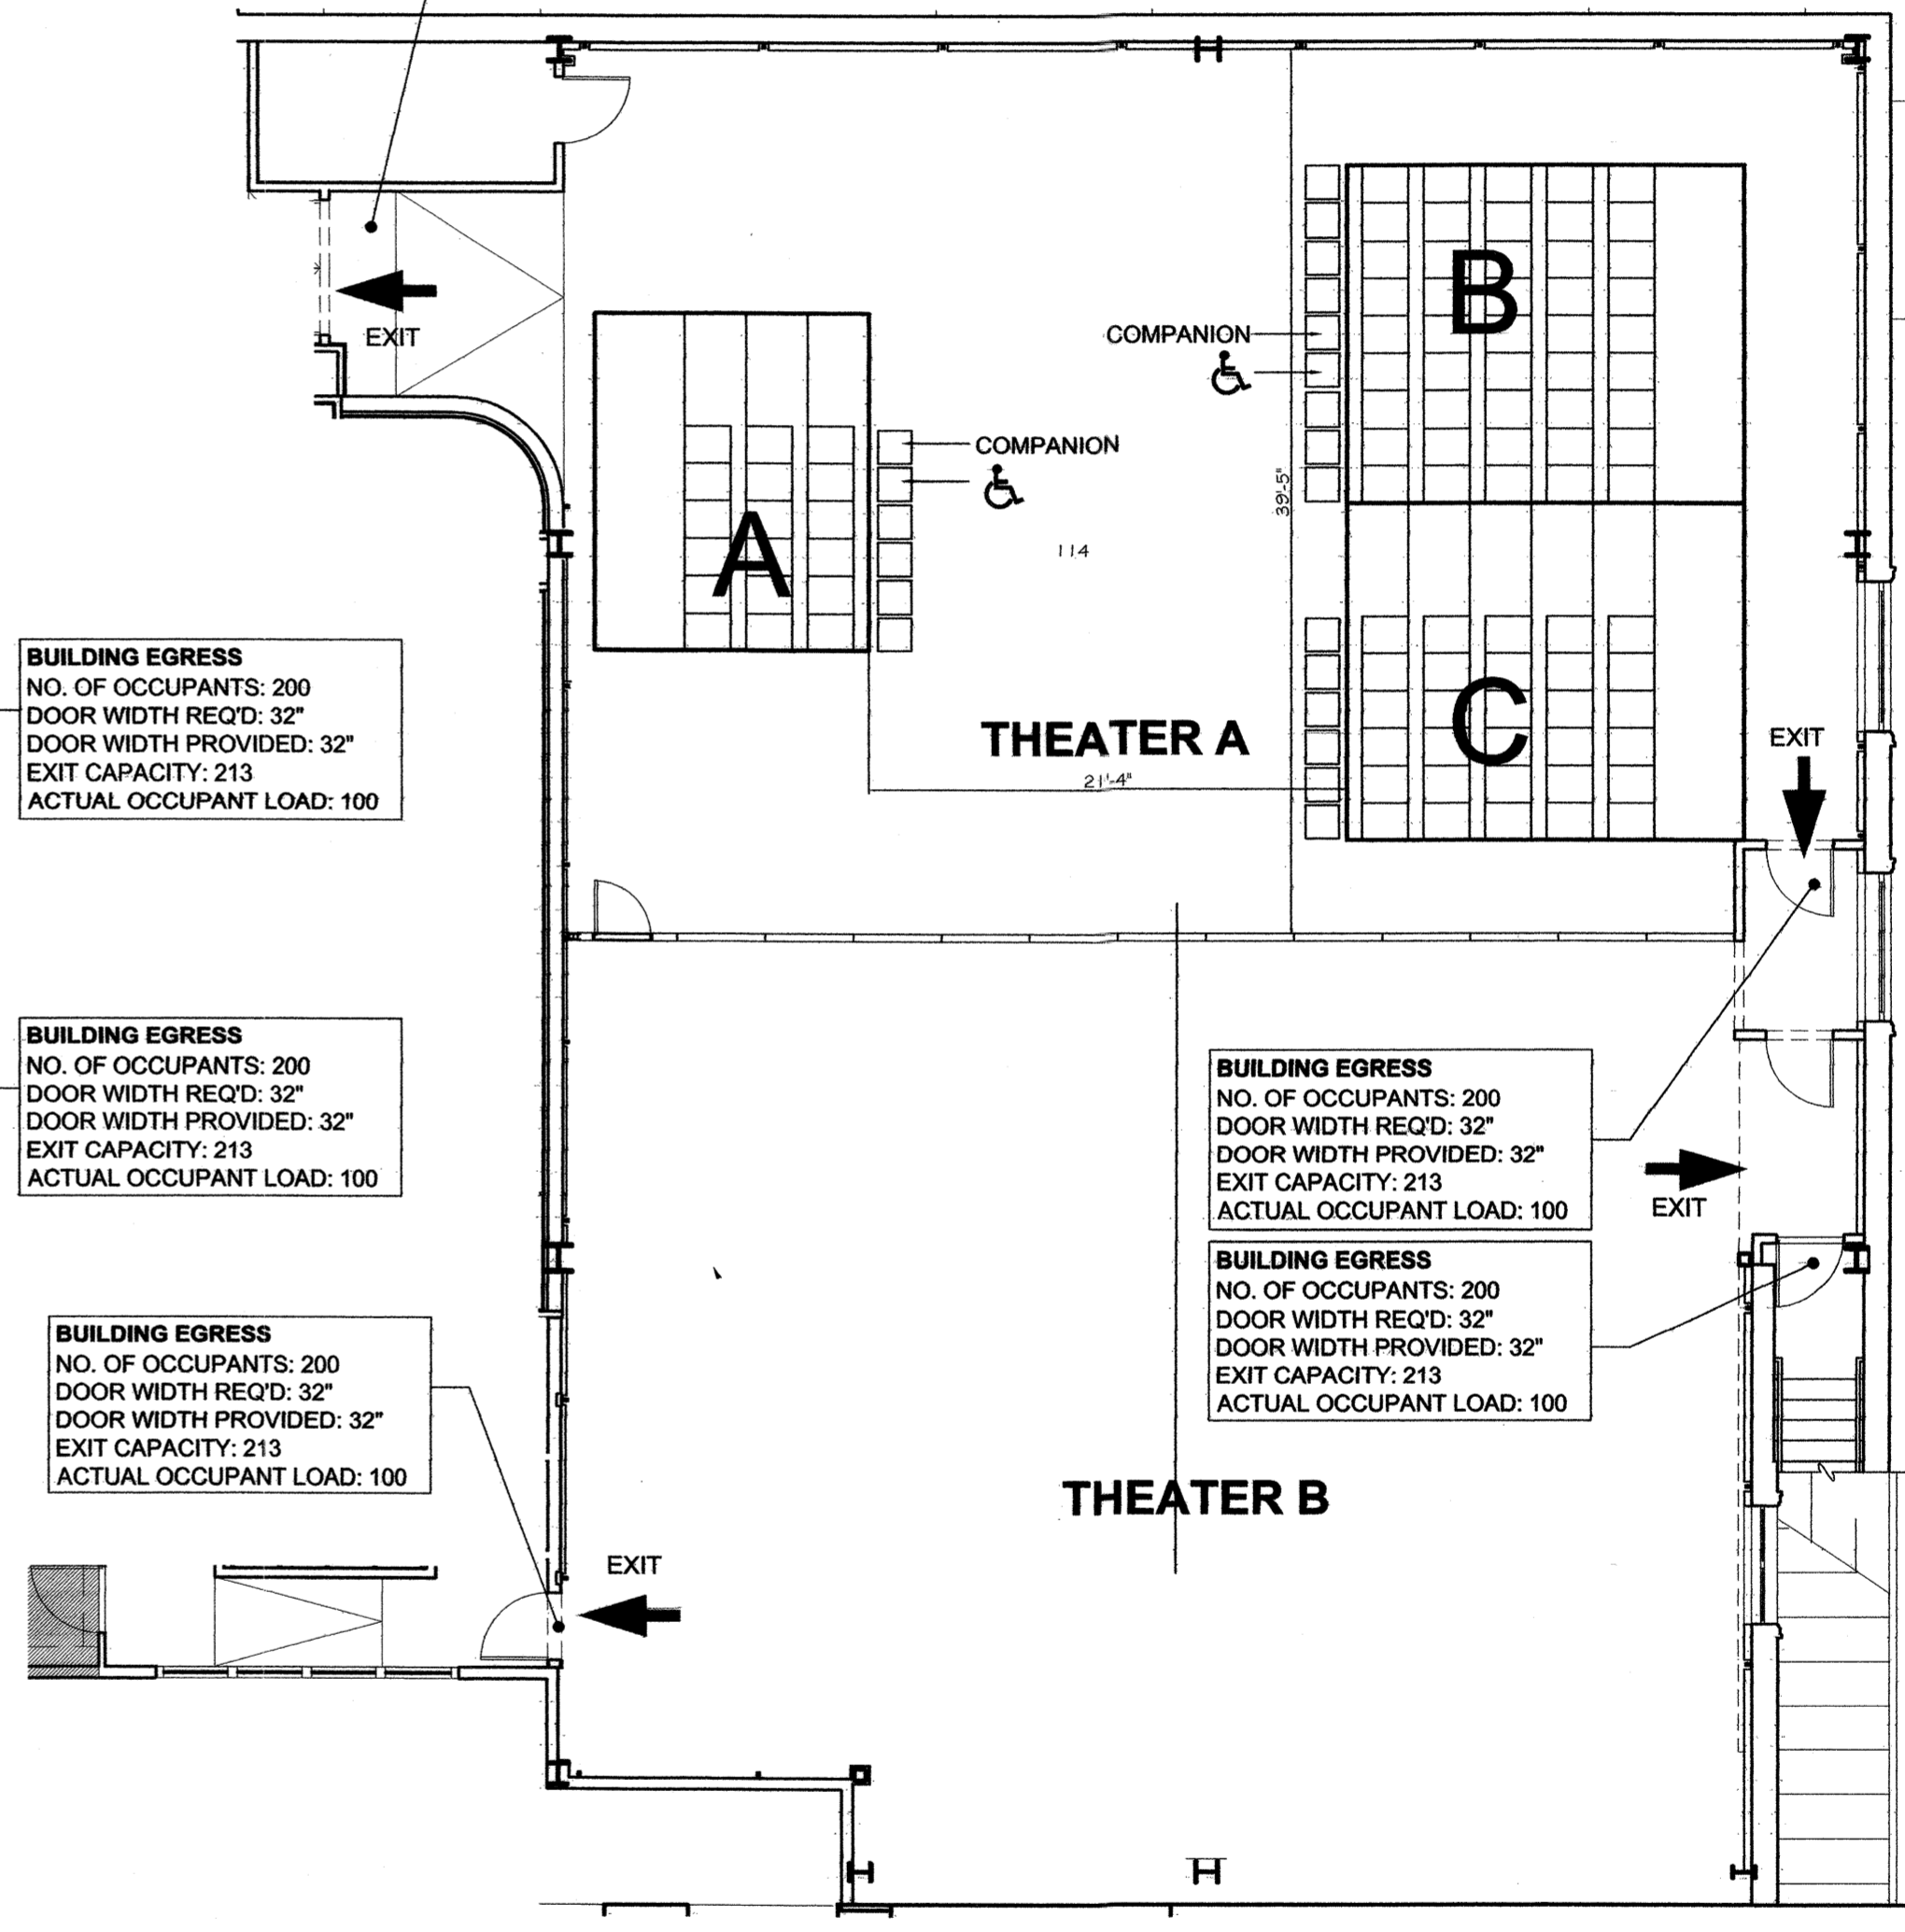 EXIT
B
COMPANION
COMPANION
39'-5"
A
114
BUILDING EGRESS
NO. OF OCCUPANTS: 200
DOOR WIDTH REQ'D: 32"
DOOR WIDTH PROVIDED: 32"
EXIT CAPACITY: 213
ACTUAL OCCUPANT LOAD: 100
THEATER A
C
21'-4"
EXIT
BUILDING EGRESS
NO. OF OCCUPANTS: 200
DOOR WIDTH REQ'D: 32"
DOOR WIDTH PROVIDED: 32"
EXIT CAPACITY: 213
ACTUAL OCCUPANT LOAD: 100
BUILDING EGRESS
NO. OF OCCUPANTS: 200
DOOR WIDTH REQ'D: 32"
DOOR WIDTH PROVIDED: 32"
EXIT CAPACITY: 213
ACTUAL OCCUPANT LOAD: 100
EXIT
BUILDING EGRESS
NO. OF OCCUPANTS: 200
DOOR WIDTH REQ'D: 32"
DOOR WIDTH PROVIDED: 32"
EXIT CAPACITY: 213
ACTUAL OCCUPANT LOAD: 100
BUILDING EGRESS
NO. OF OCCUPANTS: 200
DOOR WIDTH REQ'D: 32"
DOOR WIDTH PROVIDED: 32"
EXIT CAPACITY: 213
ACTUAL OCCUPANT LOAD: 100
THEATER B
EXIT